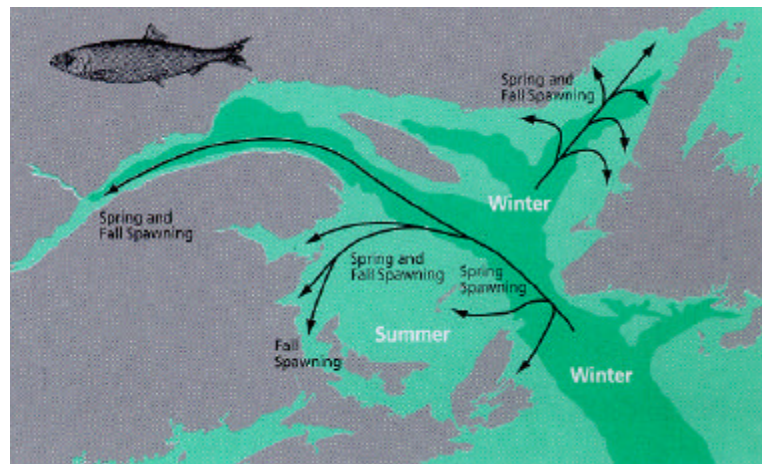 Spring and
Fall Spawning
Winter
Spring and
Fall Spawning
Spring and
Fall Spawning
Spring
Spawning
Summer
Fall
Spawning
Winter